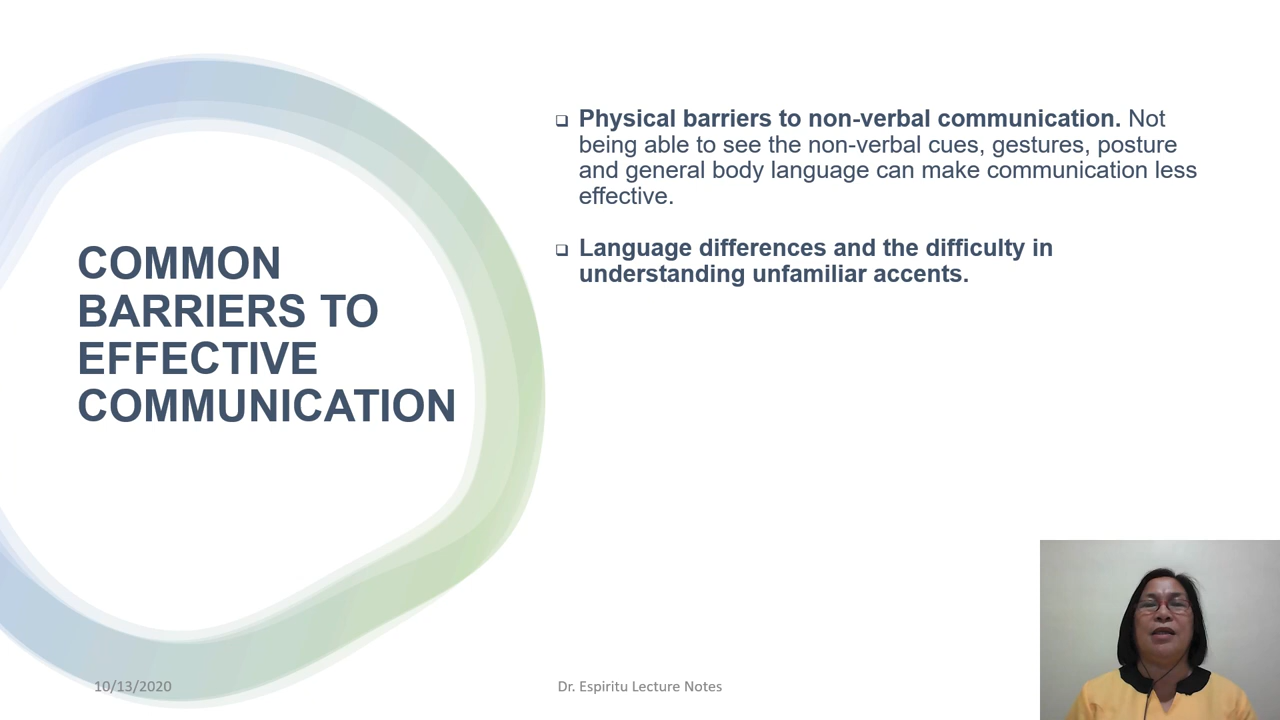 COMMON
BARRIERS TO
EFFECTIVE
COMMUNICATION
Physical barriers to non-verbal communication. Not
being able to see the non-verbal cues, gestures, posture
and general body language can make communication less
effective.
Language differences and the difficulty in
understanding unfamiliar accents.
10/13/2020
Dr. Espiritu Lecture Notes